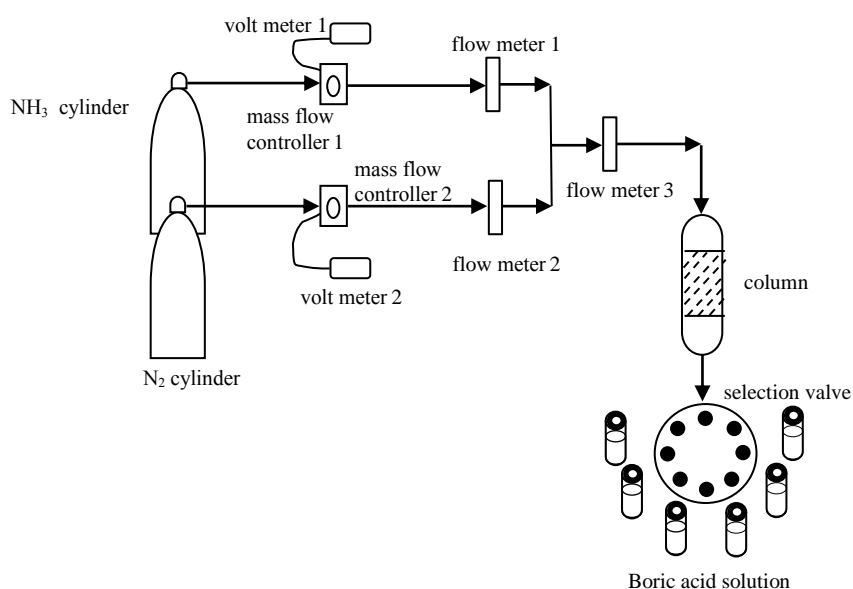 volt meter 1
flow meter 1
NH₃ cylinder
mass flow
controller 1
mass flow
controller 2
flow meter 3
flow meter 2
volt meter 2
column
N₂ cylinder
selection valve
Boric acid solution